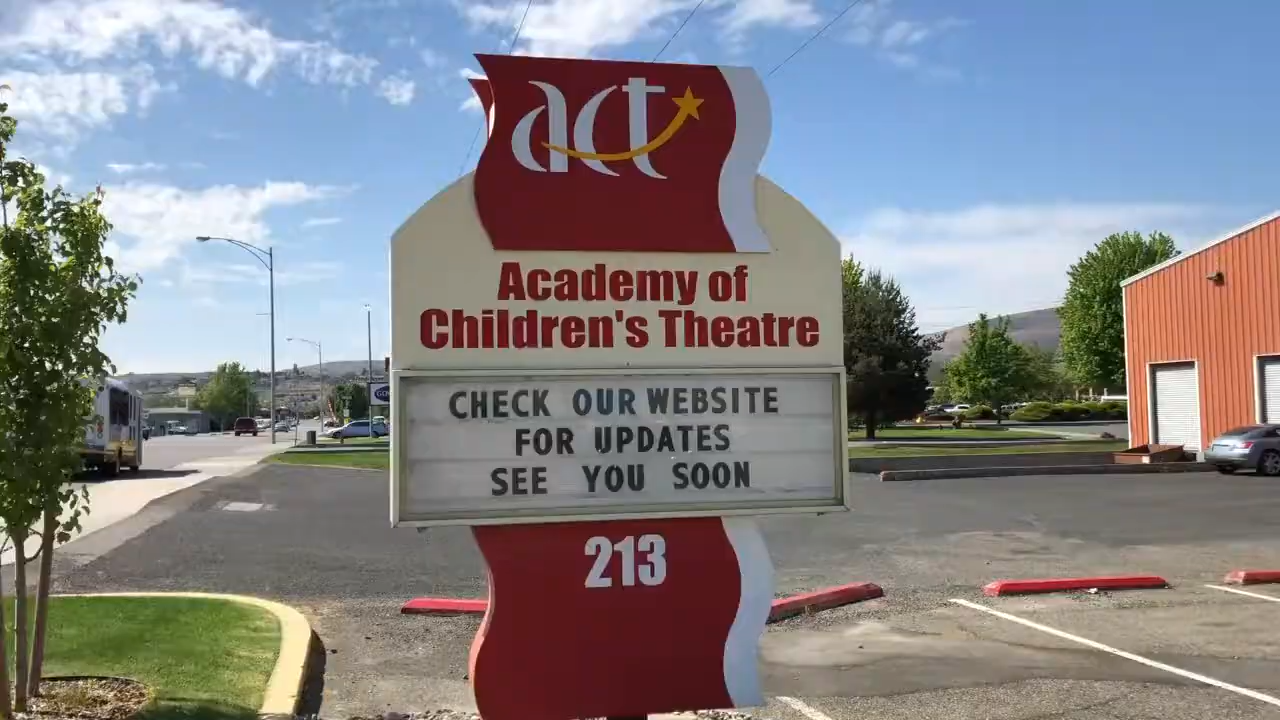 act
Academy of
Children's Theatre
CHECK OUR WEBSITE
FOR UPDATES
SEE YOU SOON
213